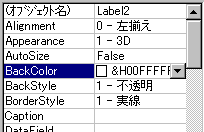 (オブジェクト名) Label2
Alignment 0 - 左揃え
Appearance 1 - 3D
AutoSize False
BackColor &H00FFFFF
BackStyle 1 - 不透明
BorderStyle 1 - 実線
Caption
DataField